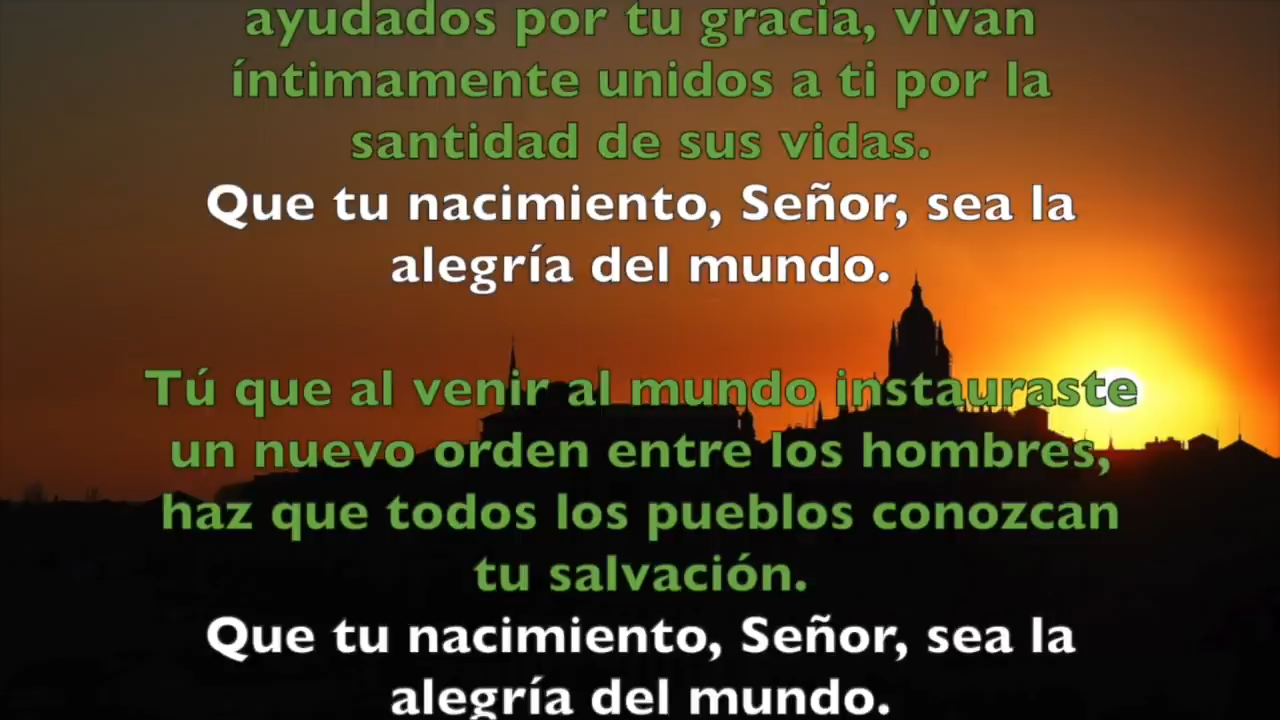 ayudados por tu gracia, vivan
íntimamente unidos a ti por la
santidad de sus vidas.
Que tu nacimiento, Señor, sea la
alegría del mundo.
Tú que al venir al mundo instauraste
un nuevo orden entre los hombres,
haz que todos los pueblos conozcan
tu salvación.
Que tu nacimiento, Señor, sea la
alegría del mundo.